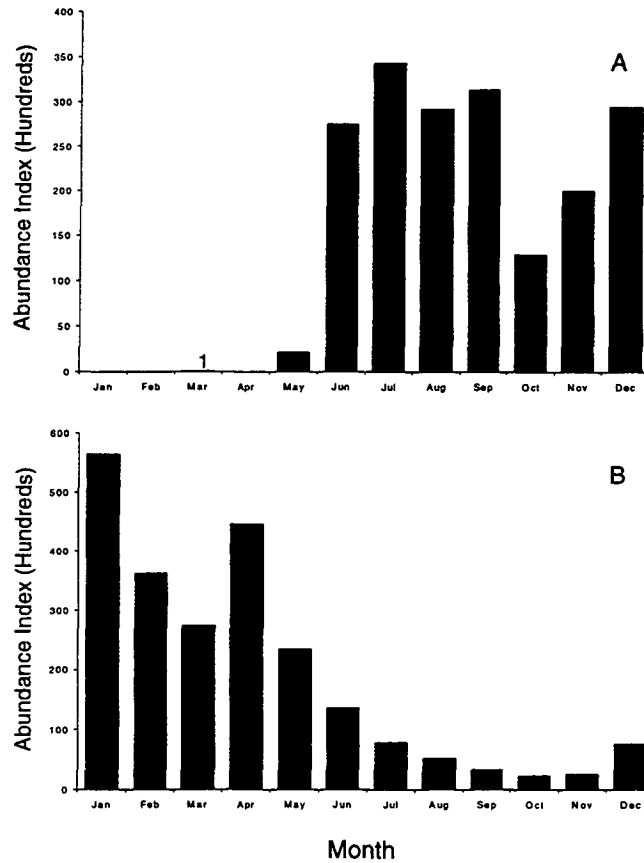 400
350
300
250
200
150
100
50
0
Abundance Index (Hundreds)
A
1
Jan Feb Mar Apr May Jun Jul Aug Sep Oct Nov Dec
600
500
400
300
200
100
0
Abundance Index (Hundreds)
B
Jan Feb Mar Apr May Jun Jul Aug Sep Oct Nov Dec
Month